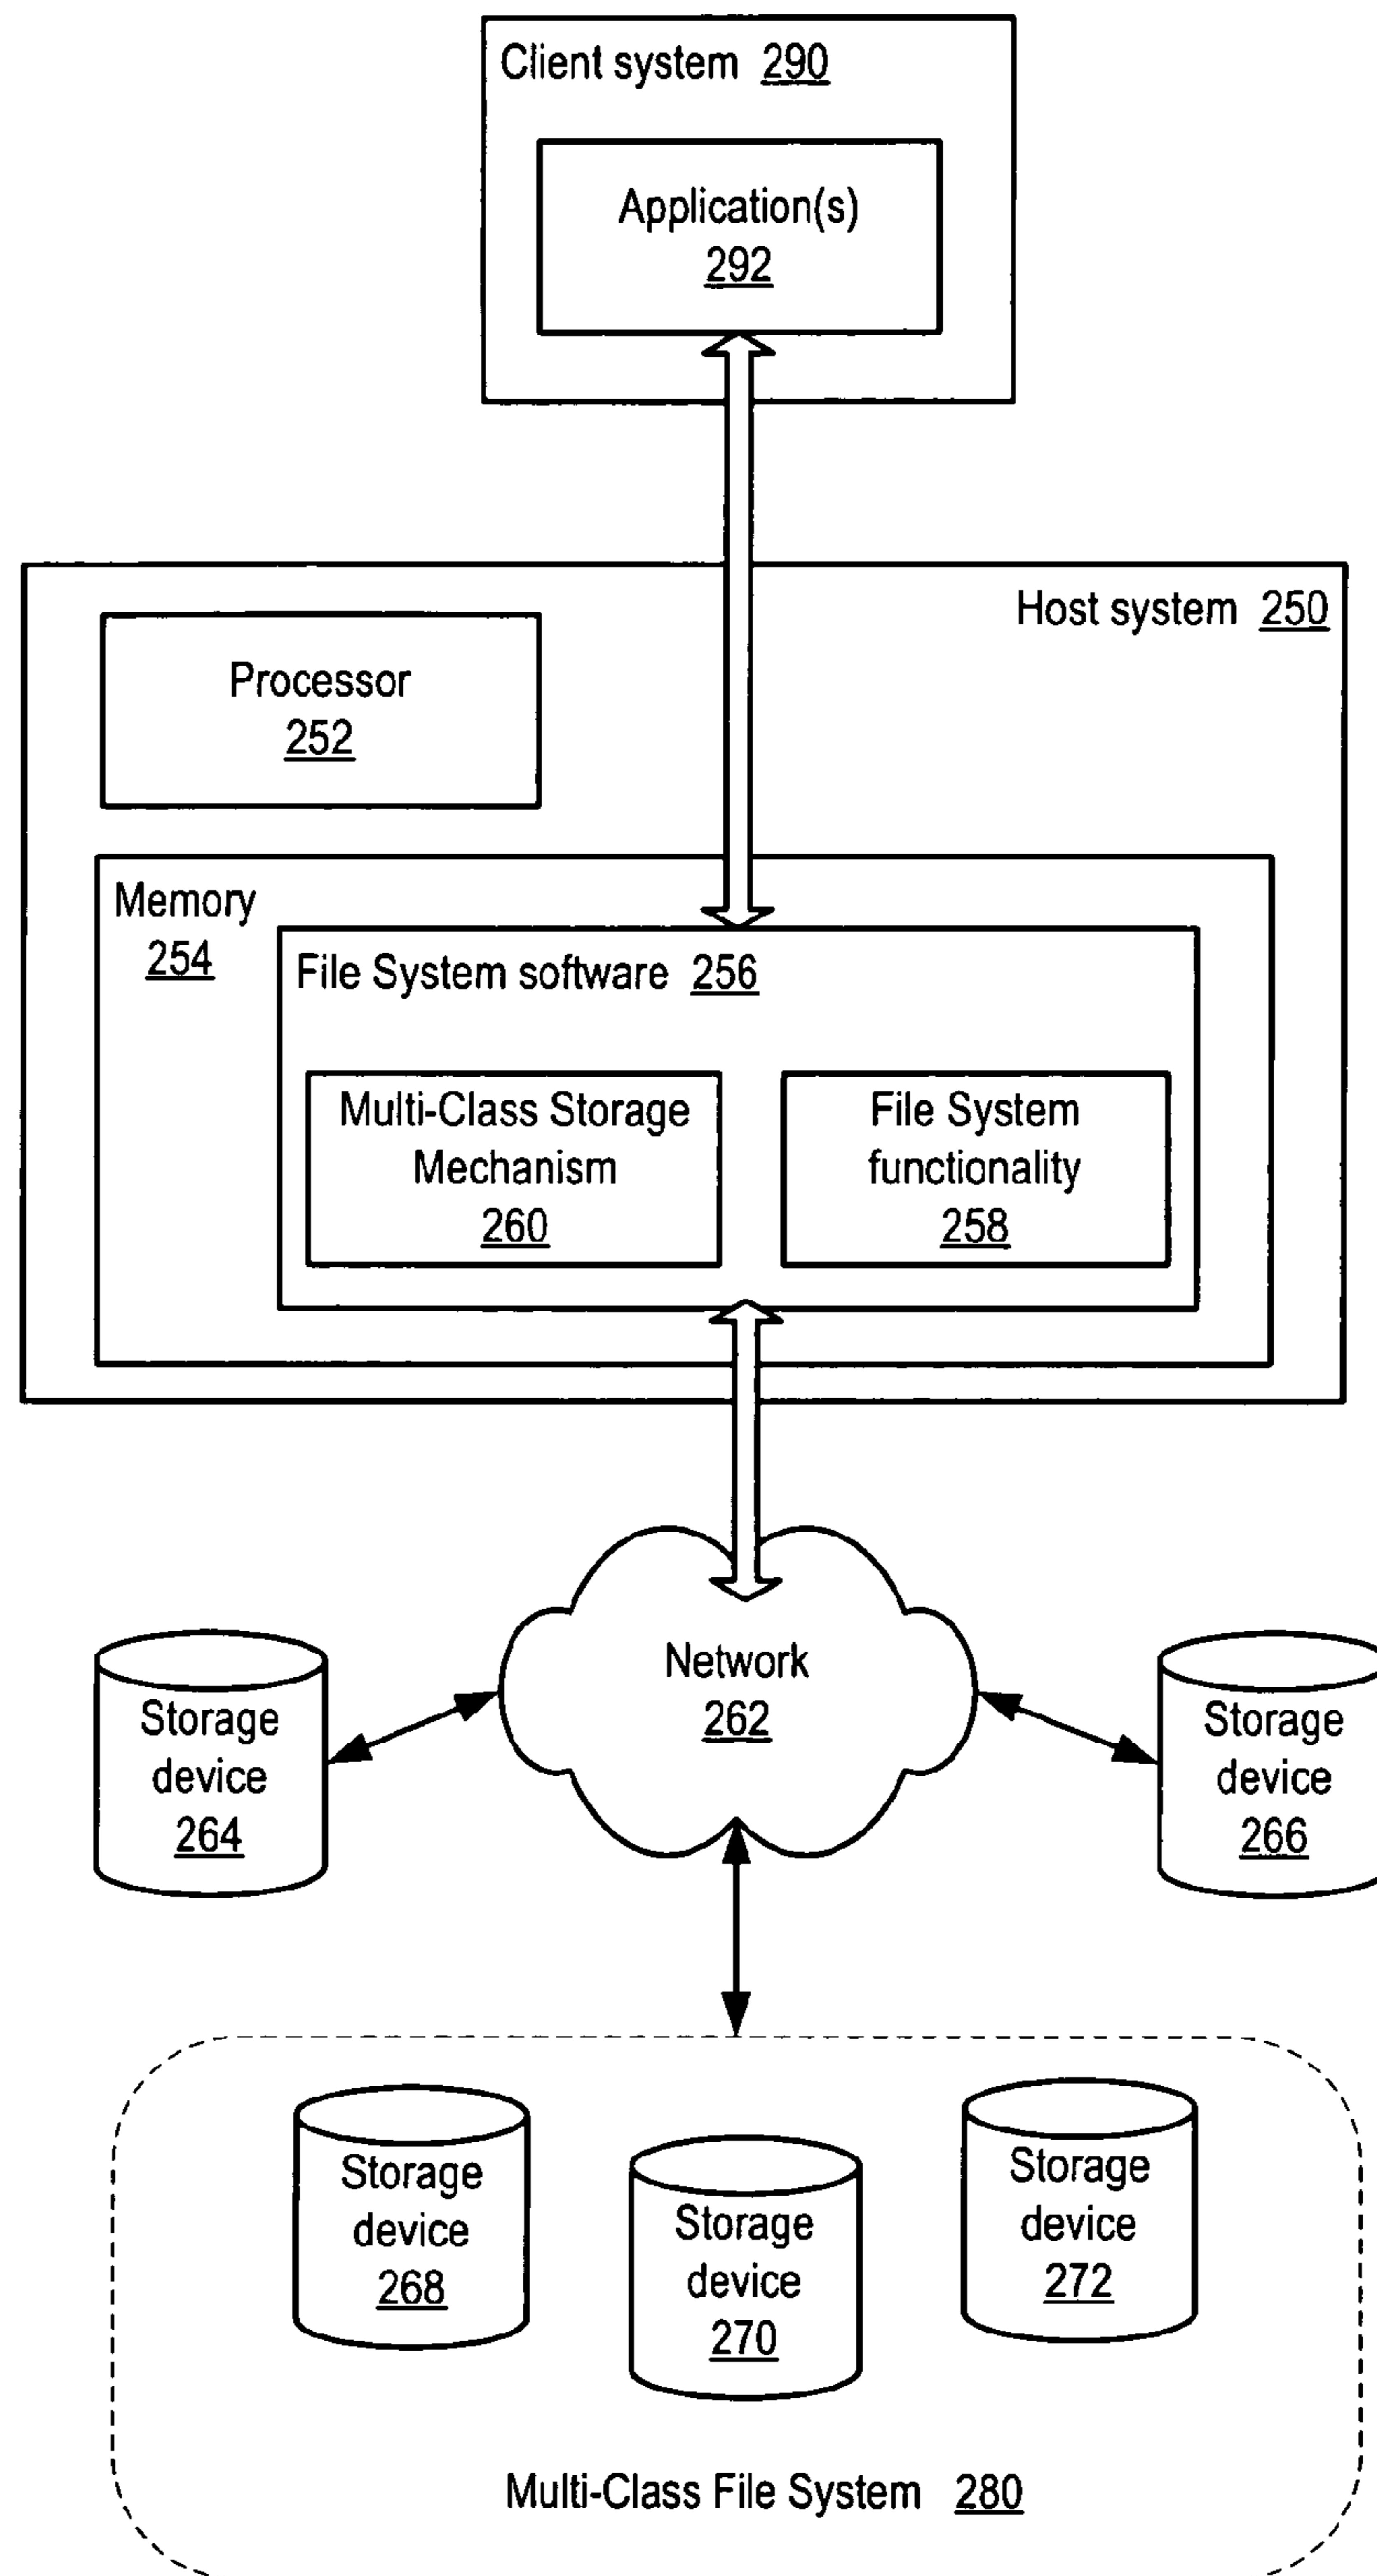 Client system 290
Application(s)
292
Host system 250
Processor
252
Memory
254
File System software 256
Multi-Class Storage
Mechanism
260
File System
functionality
258
Network
262
Storage
device
264
Storage
device
266
Storage
device
268
Storage
device
270
Storage
device
272
Multi-Class File System 280